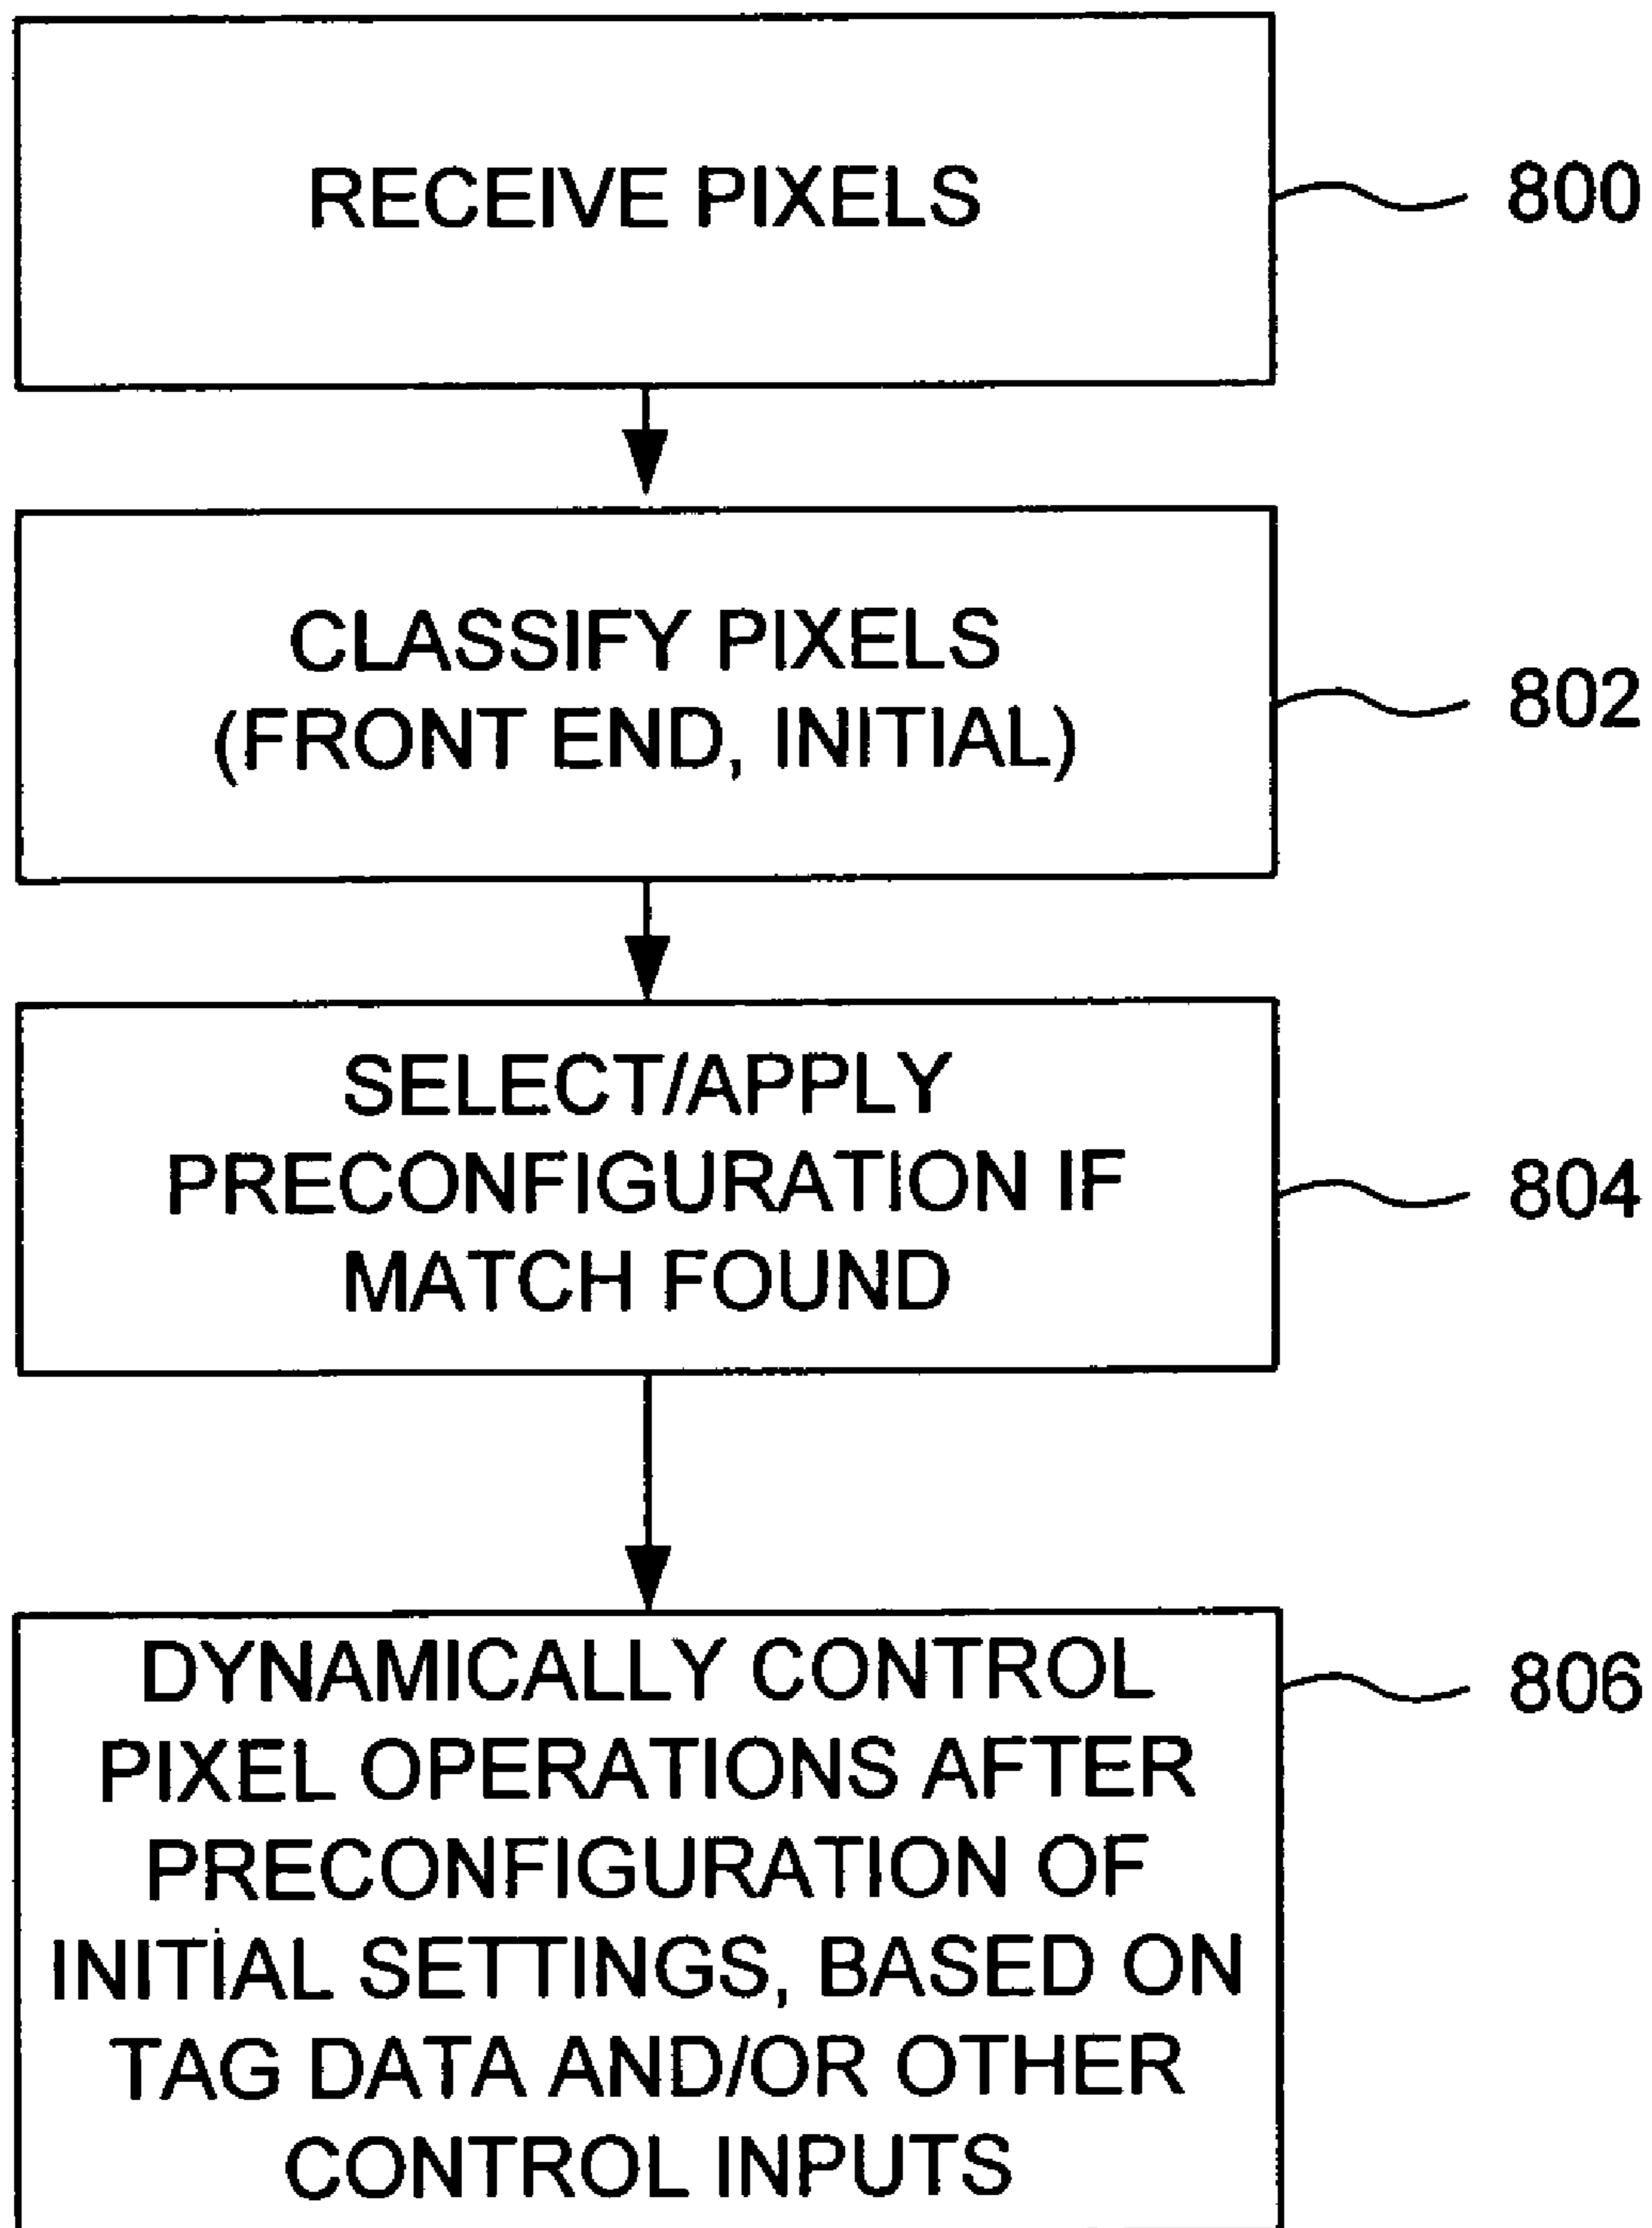 RECEIVE PIXELS
800
CLASSIFY PIXELS
(FRONT END, INITIAL)
802
SELECT/APPLY
PRECONFIGURATION IF
MATCH FOUND
804
DYNAMICALLY CONTROL
PIXEL OPERATIONS AFTER
PRECONFIGURATION OF
INITIAL SETTINGS, BASED ON
TAG DATA AND/OR OTHER
CONTROL INPUTS
806